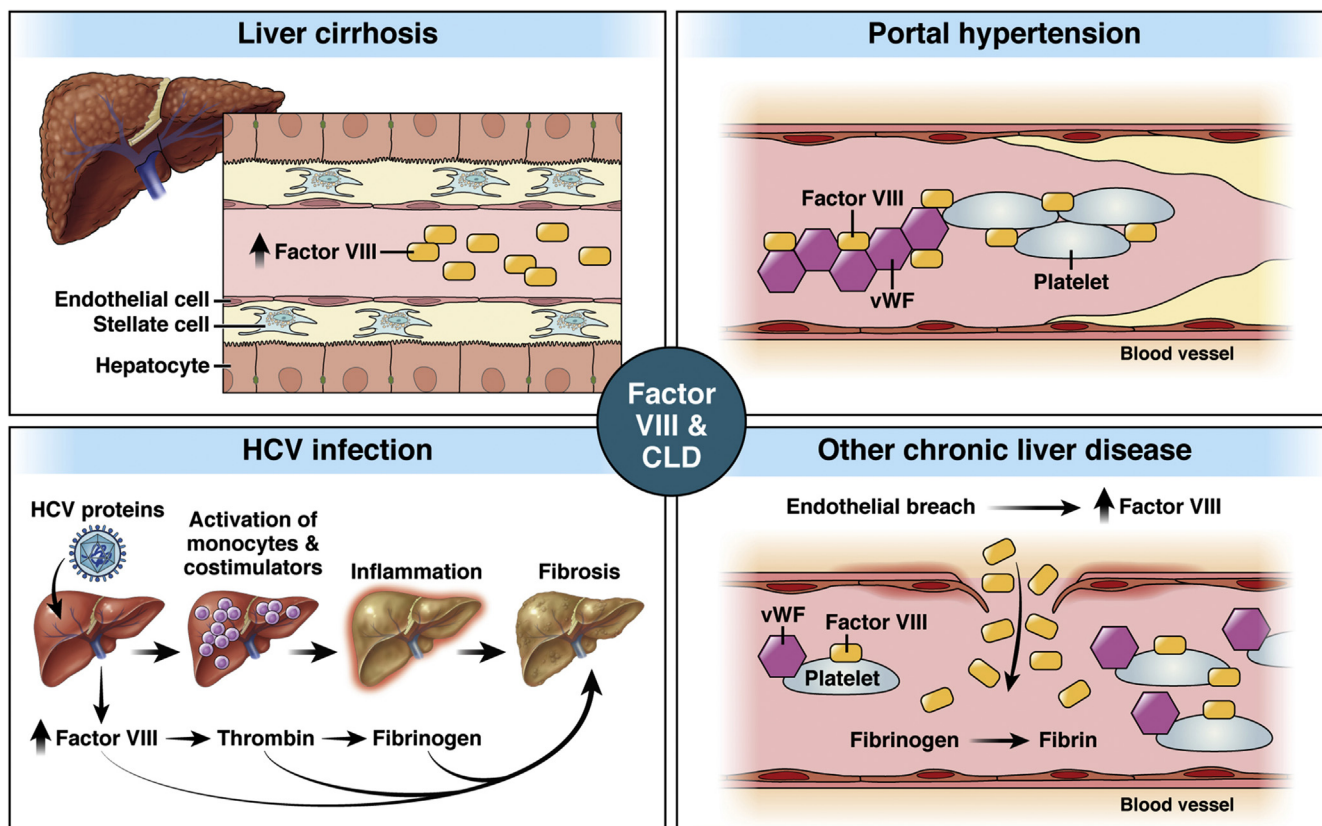 Liver cirrhosis
Factor VIII
Endothelial cell
Stellate cell
Hepatocyte
Portal hypertension
Factor VIII
vWF
Platelet
Blood vessel
Factor
VIII &
CLD
HCV infection
HCV proteins
Activation of
monocytes &
costimulators
Inflammation
Fibrosis
Factor VIII
Thrombin
Fibrinogen
Other chronic liver disease
Endothelial breach
Factor VIII
vWF
Factor VIII
Platelet
Fibrinogen
Fibrin
Blood vessel